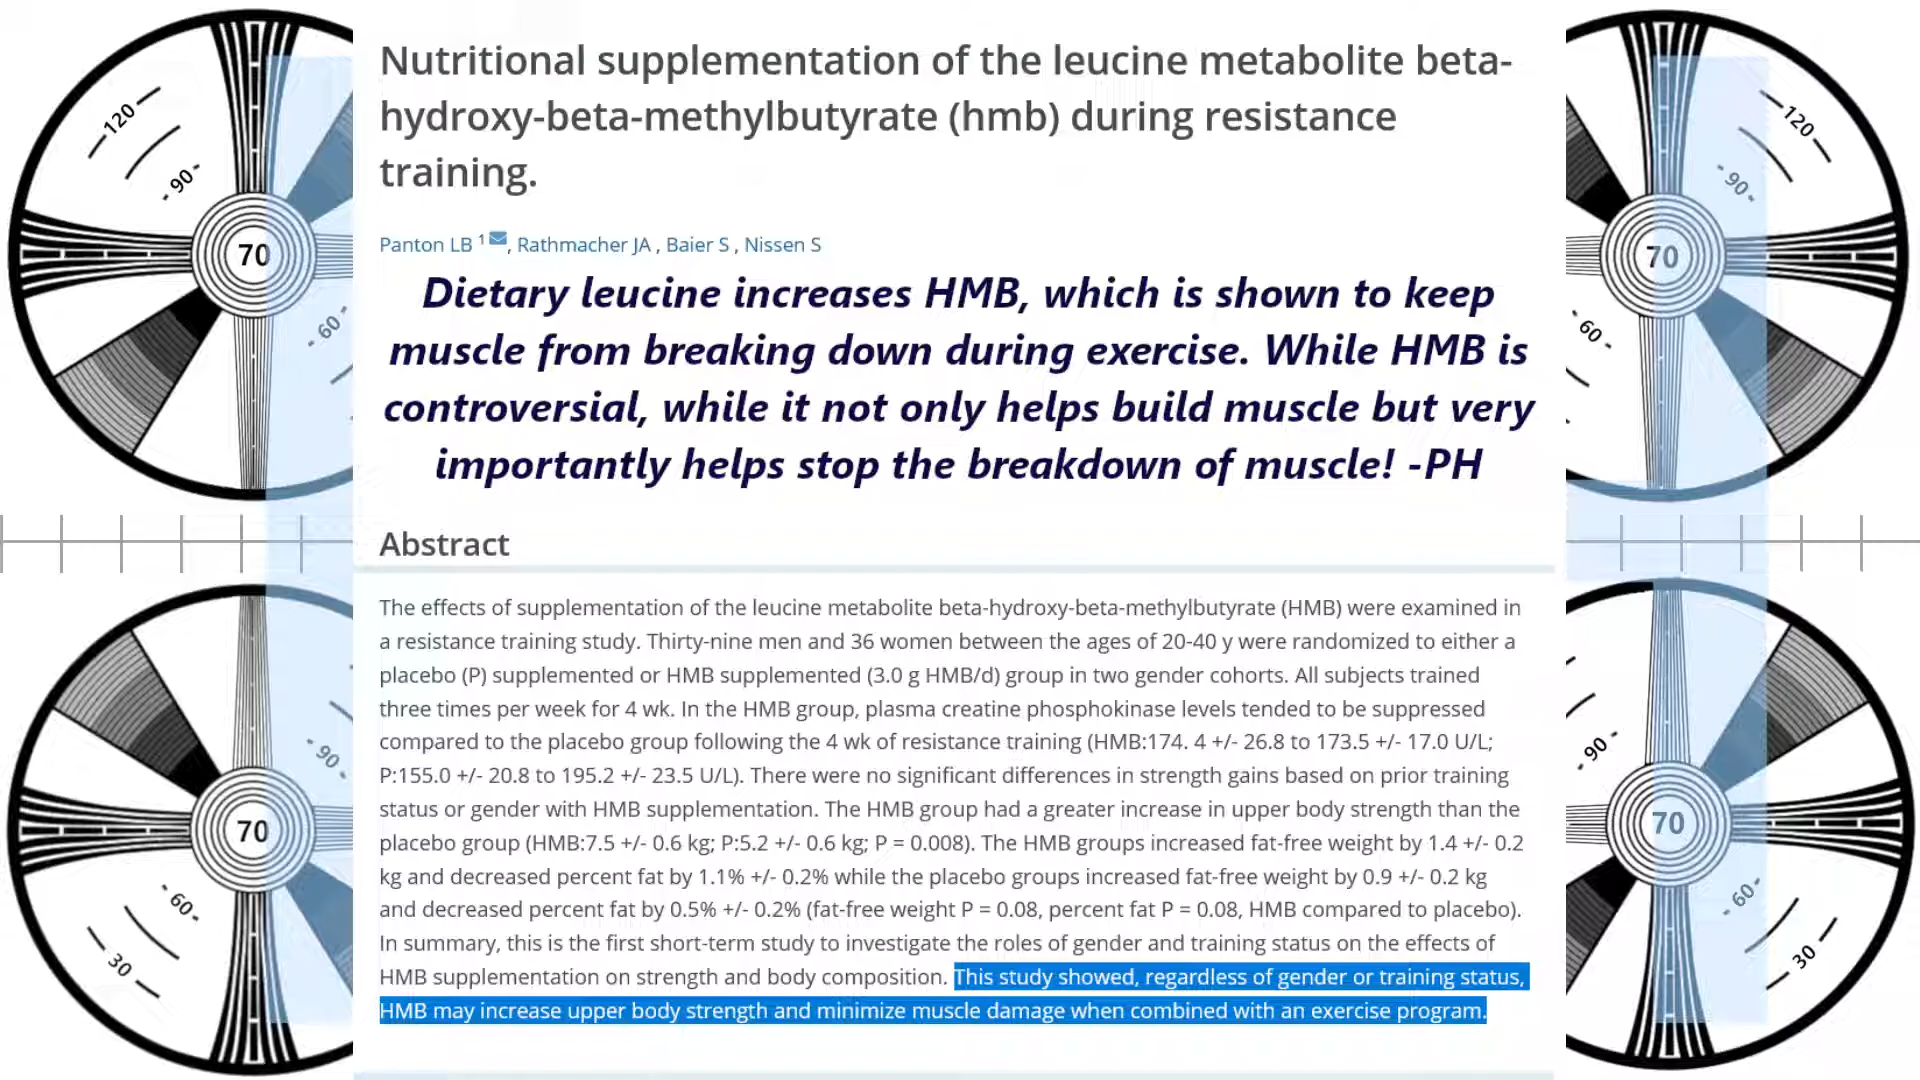 Nutritional supplementation of the leucine metabolite beta-
hydroxy-beta-methylbutyrate (hmb) during resistance
training.
Panton LB 1, Rathmacher JA , Baier S , Nissen S
Dietary leucine increases HMB, which is shown to keep
muscle from breaking down during exercise. While HMB is
controversial, while it not only helps build muscle but very
importantly helps stop the breakdown of muscle! -PH
Abstract
The effects of supplementation of the leucine metabolite beta-hydroxy-beta-methylbutyrate (HMB) were examined in
a resistance training study. Thirty-nine men and 36 women between the ages of 20-40 y were randomized to either a
placebo (P) supplemented or HMB supplemented (3.0 g HMB/d) group in two gender cohorts. All subjects trained
three times per week for 4 wk. In the HMB group, plasma creatine phosphokinase levels tended to be suppressed
compared to the placebo group following the 4 wk of resistance training (HMB:174. 4 +/- 26.8 to 173.5 +/- 17.0 U/L;
P:155.0 +/- 20.8 to 195.2 +/- 23.5 U/L). There were no significant differences in strength gains based on prior training
status or gender with HMB supplementation. The HMB group had a greater increase in upper body strength than the
placebo group (HMB:7.5 +/- 0.6 kg; P:5.2 +/- 0.6 kg; P = 0.008). The HMB groups increased fat-free weight by 1.4 +/- 0.2
kg and decreased percent fat by 1.1% +/- 0.2% while the placebo groups increased fat-free weight by 0.9 +/- 0.2 kg
and decreased percent fat by 0.5% +/- 0.2% (fat-free weight P = 0.08, percent fat P = 0.08, HMB compared to placebo).
In summary, this is the first short-term study to investigate the roles of gender and training status on the effects of
HMB supplementation on strength and body composition. This study showed, regardless of gender or training status,
HMB may increase upper body strength and minimize muscle damage when combined with an exercise program.
120
- 90 -
70
- 60 -
120
- 90 -
70
- 60 -
- 90 -
70
- 60 -
30
- 90 -
70
- 60 -
30